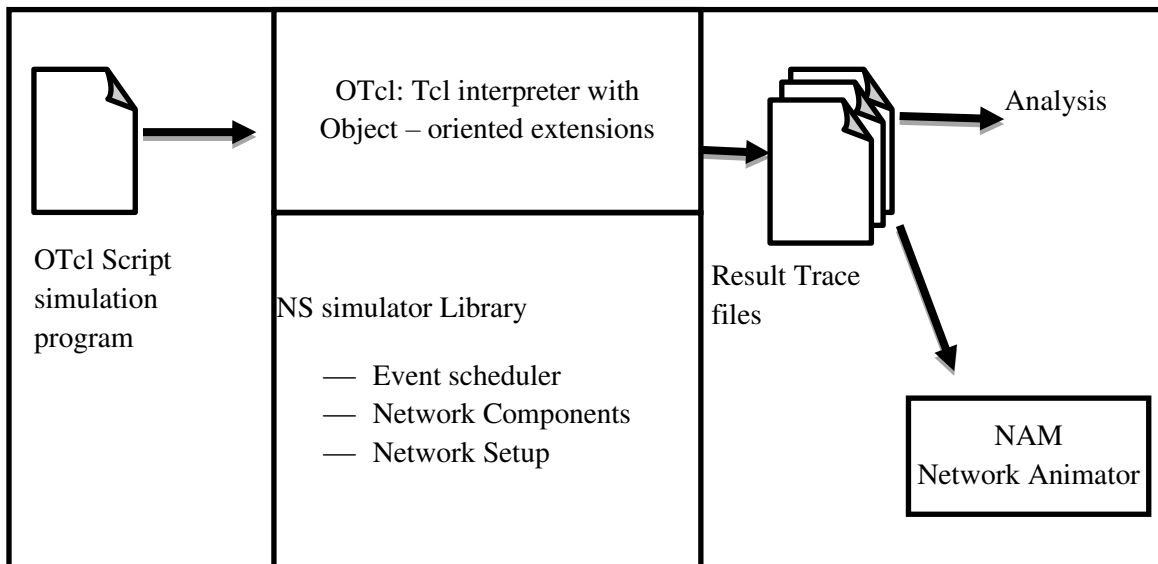 OTcl Script
simulation
program
OTcl: Tcl interpreter with
Object – oriented extensions
NS simulator Library
— Event scheduler
— Network Components
— Network Setup
Result Trace
files
Analysis
NAM
Network Animator